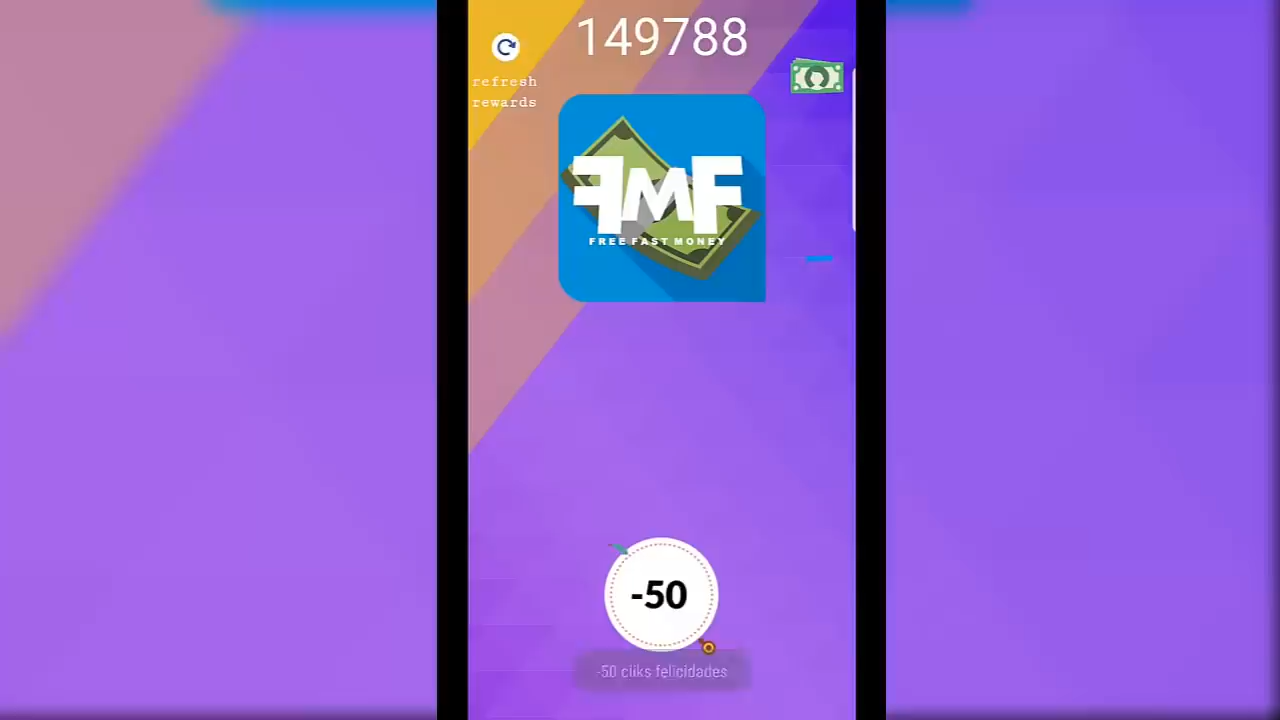 149788
refresh
rewards
FMF
FREE FAST MONEY
-50
-50 cliks felicidades